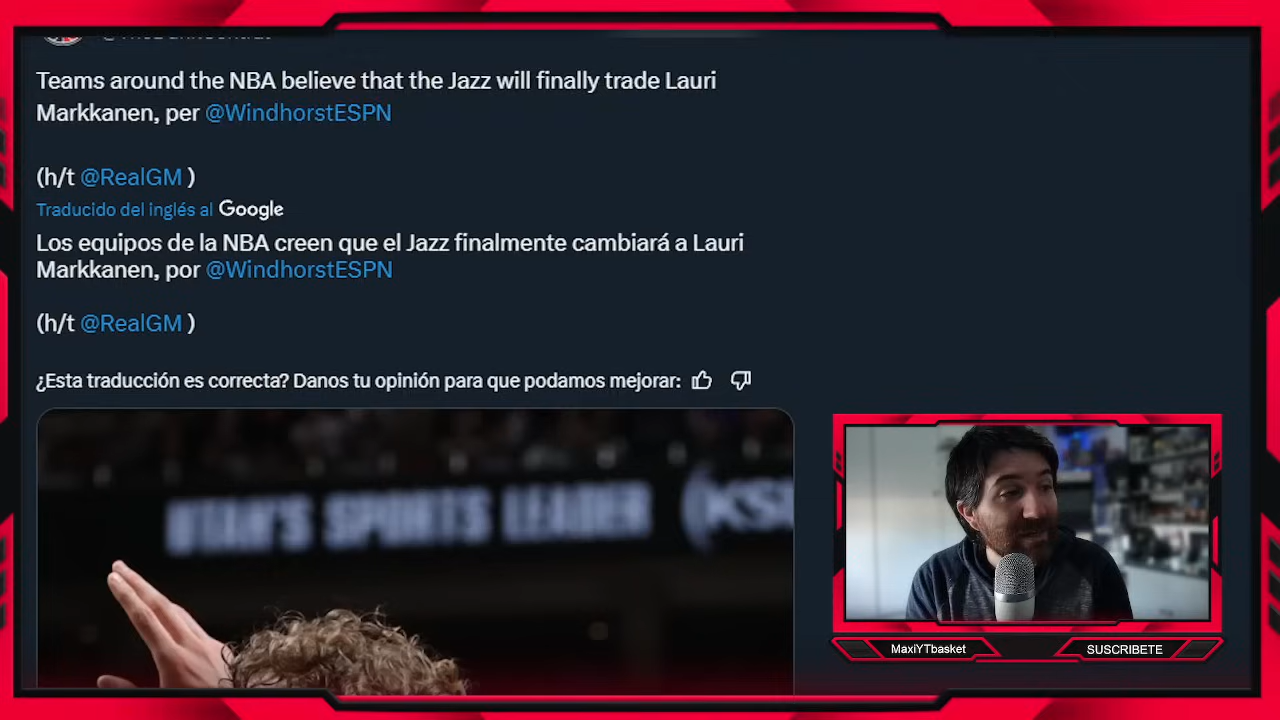 Teams around the NBA believe that the Jazz will finally trade Lauri
Markkanen, per @WindhorstESPN
(h/t @RealGM )
Traducido del inglés al Google
Los equipos de la NBA creen que el Jazz finalmente cambiará a Lauri
Markkanen, por @WindhorstESPN
(h/t @RealGM )
¿Esta traducción es correcta? Danos tu opinión para que podamos mejorar:
UTAH'S SPORTS LEADER
MaxiYTbasket
SUSCRIBETE